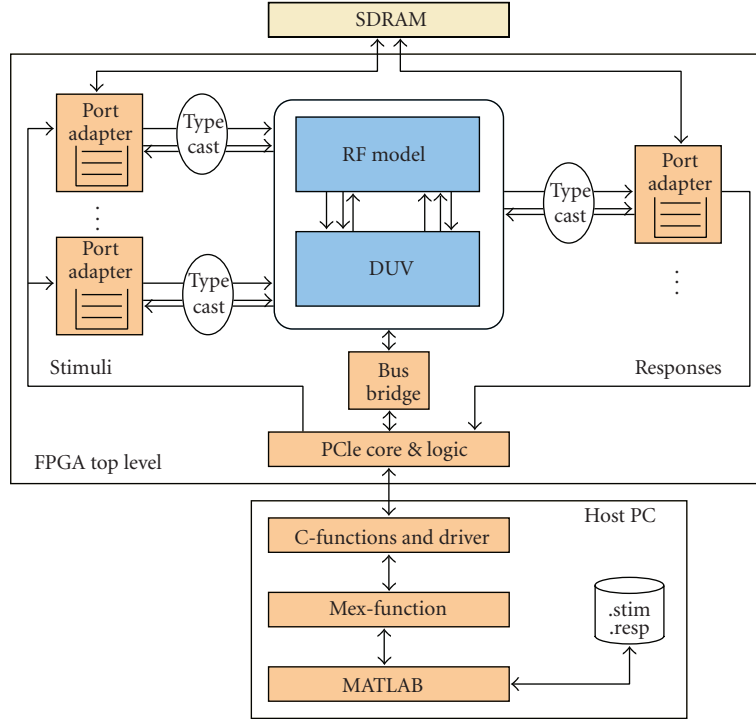 SDRAM
Port
adapter
Type
cast
RF model
Type
cast
Port
adapter
Port
adapter
Type
cast
DUV
Stimuli
Bus
bridge
Responses
PCIe core & logic
FPGA top level
Host PC
C-functions and driver
Mex-function
.stim
.resp
MATLAB